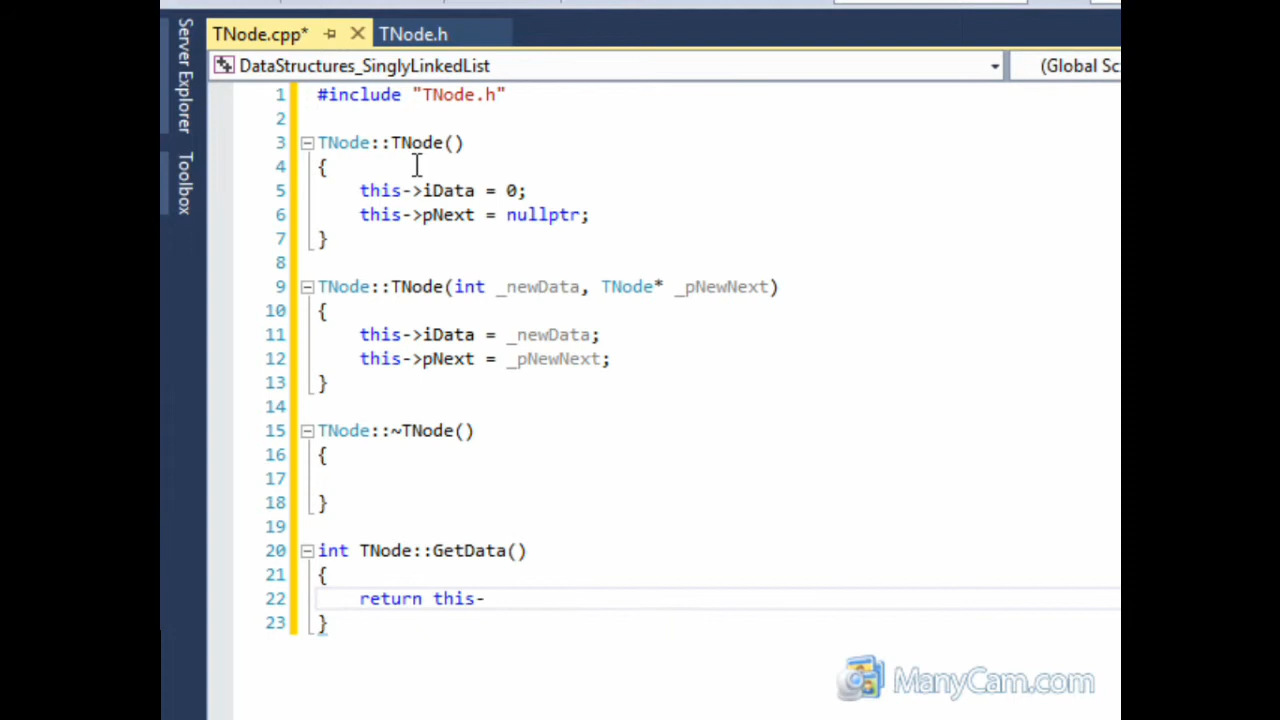 TNode.cpp* TNode.h
Server Explorer
Toolbox
DataStructures_SinglyLinkedList (Global Sc
1 #include "TNode.h"
2
3 TNode::TNode()
4 {
5 this->iData = 0;
6 this->pNext = nullptr;
7 }
8
9 TNode::TNode(int _newData, TNode* _pNewNext)
10 {
11 this->iData = _newData;
12 this->pNext = _pNewNext;
13 }
14
15 TNode::~TNode()
16 {
17
18 }
19
20 int TNode::GetData()
21 {
22 return this-
23 }
ManyCam.com